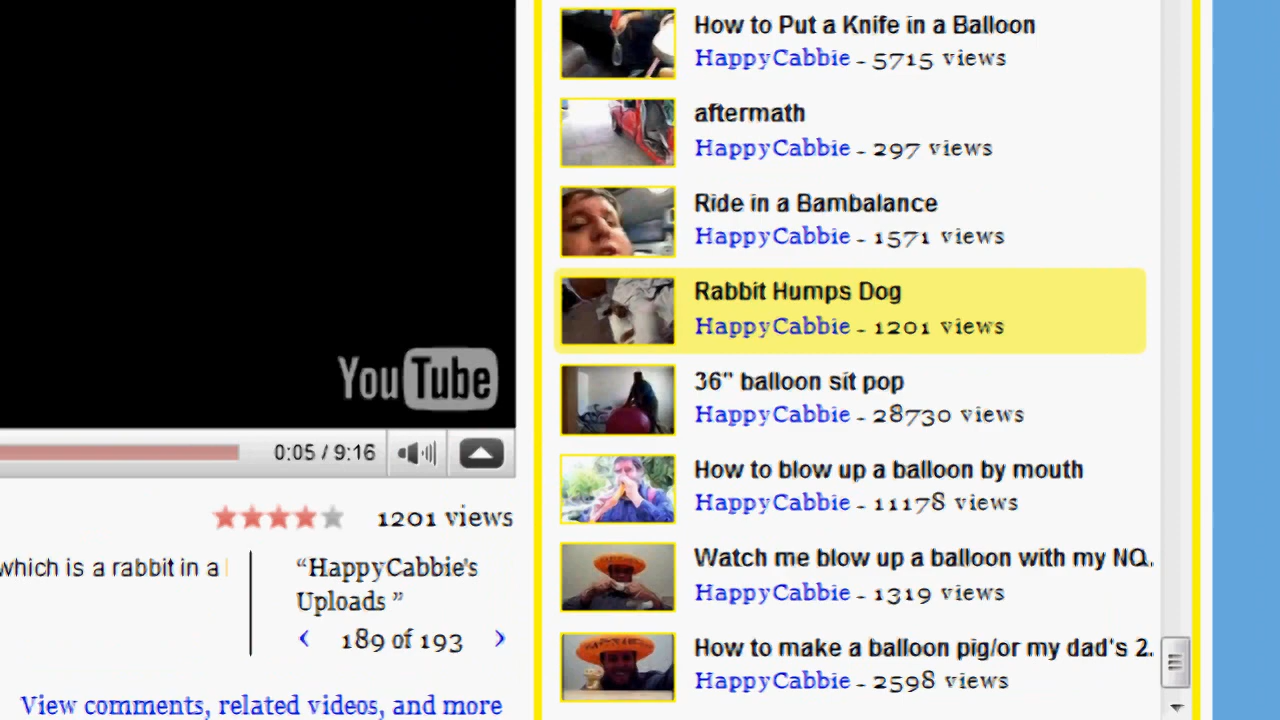 How to Put a Knife in a Balloon
HappyCabbie - 5715 views
aftermath
HappyCabbie - 297 views
Ride in a Bambalance
HappyCabbie - 1571 views
Rabbit Humps Dog
HappyCabbie - 1201 views
36" balloon sit pop
HappyCabbie - 28730 views
How to blow up a balloon by mouth
HappyCabbie - 11178 views
Watch me blow up a balloon with my NO.
HappyCabbie - 1319 views
How to make a balloon pig/or my dad's 2.
HappyCabbie - 2598 views
YouTube
0:05 / 9:16
1201 views
which is a rabbit in a
“HappyCabbie's
Uploads ”
‹ 189 of 193 ›
View comments, related videos, and more